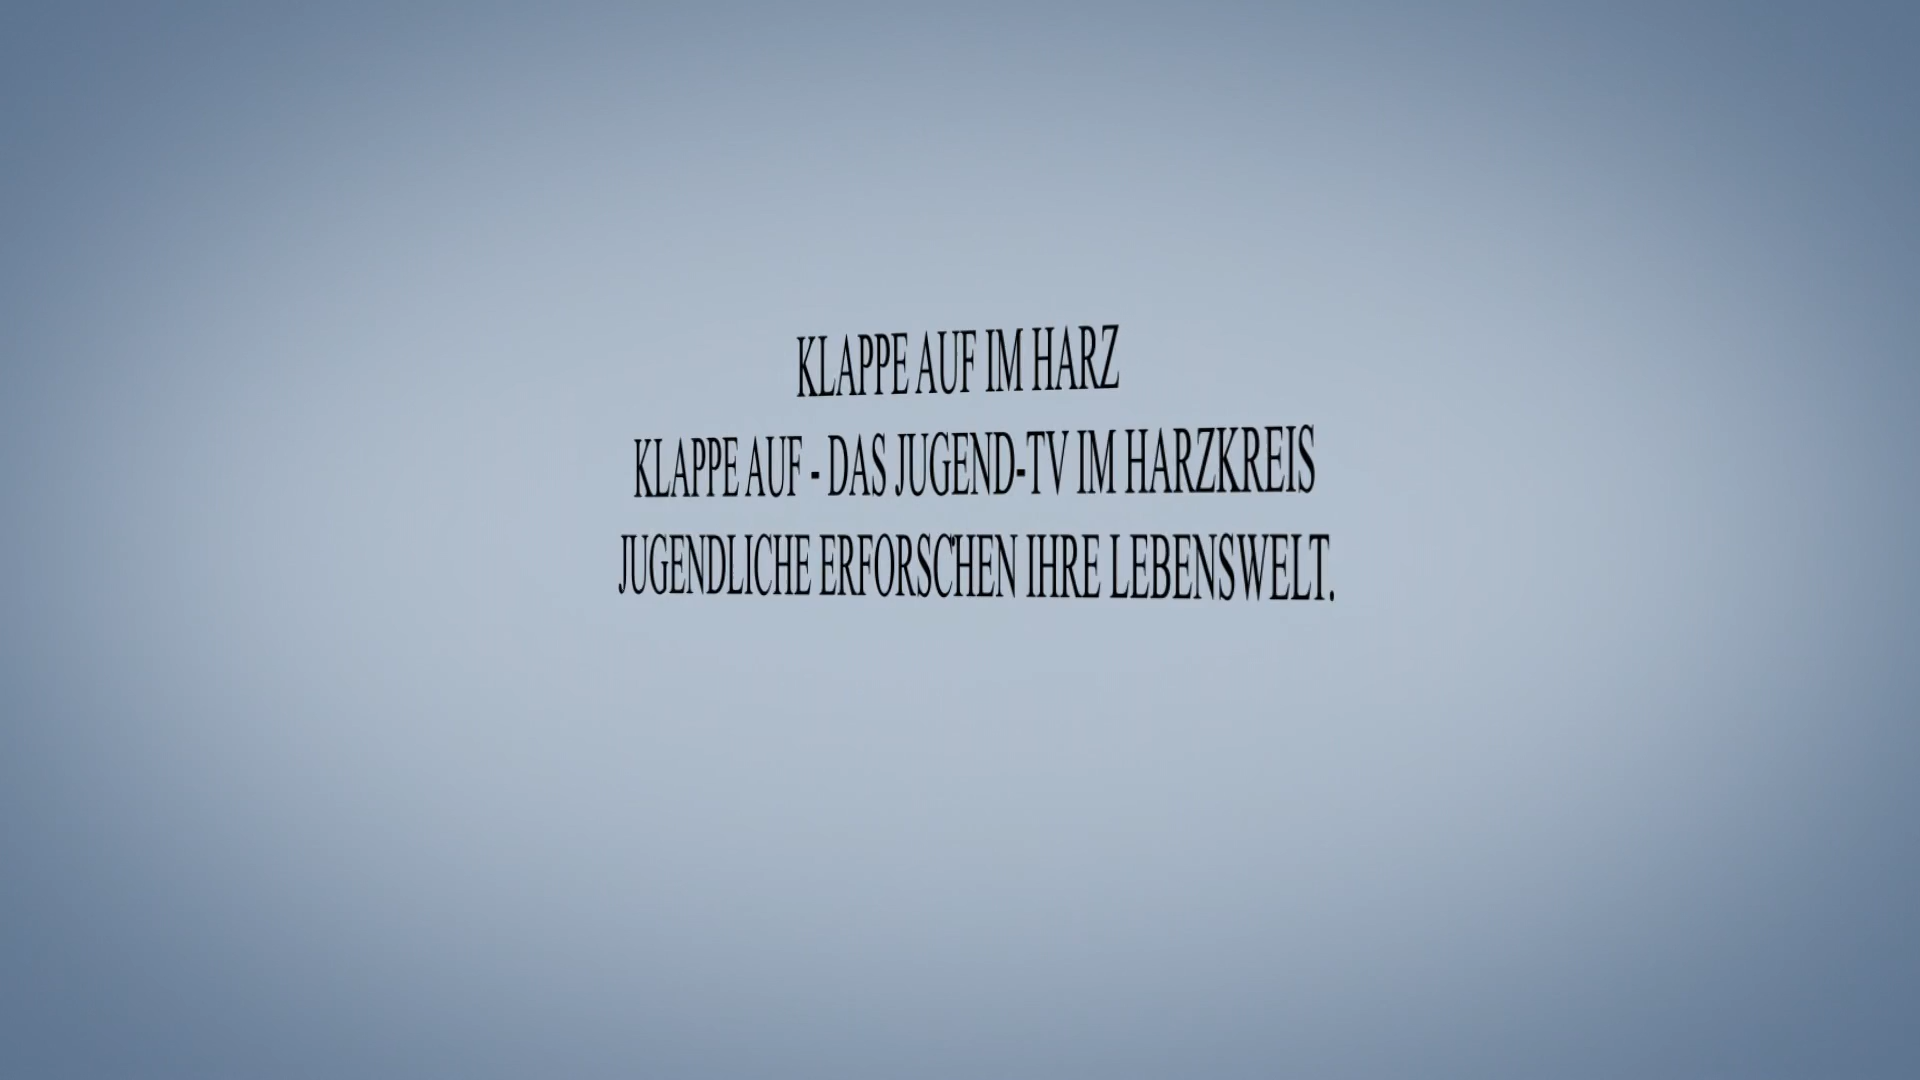 KLAPPE AUF IM HARZ
KLAPPE AUF - DAS JUGEND-TV IM HARZKREIS
JUGENDLICHE ERFORSCHEN IHRE LEBENSWELT.